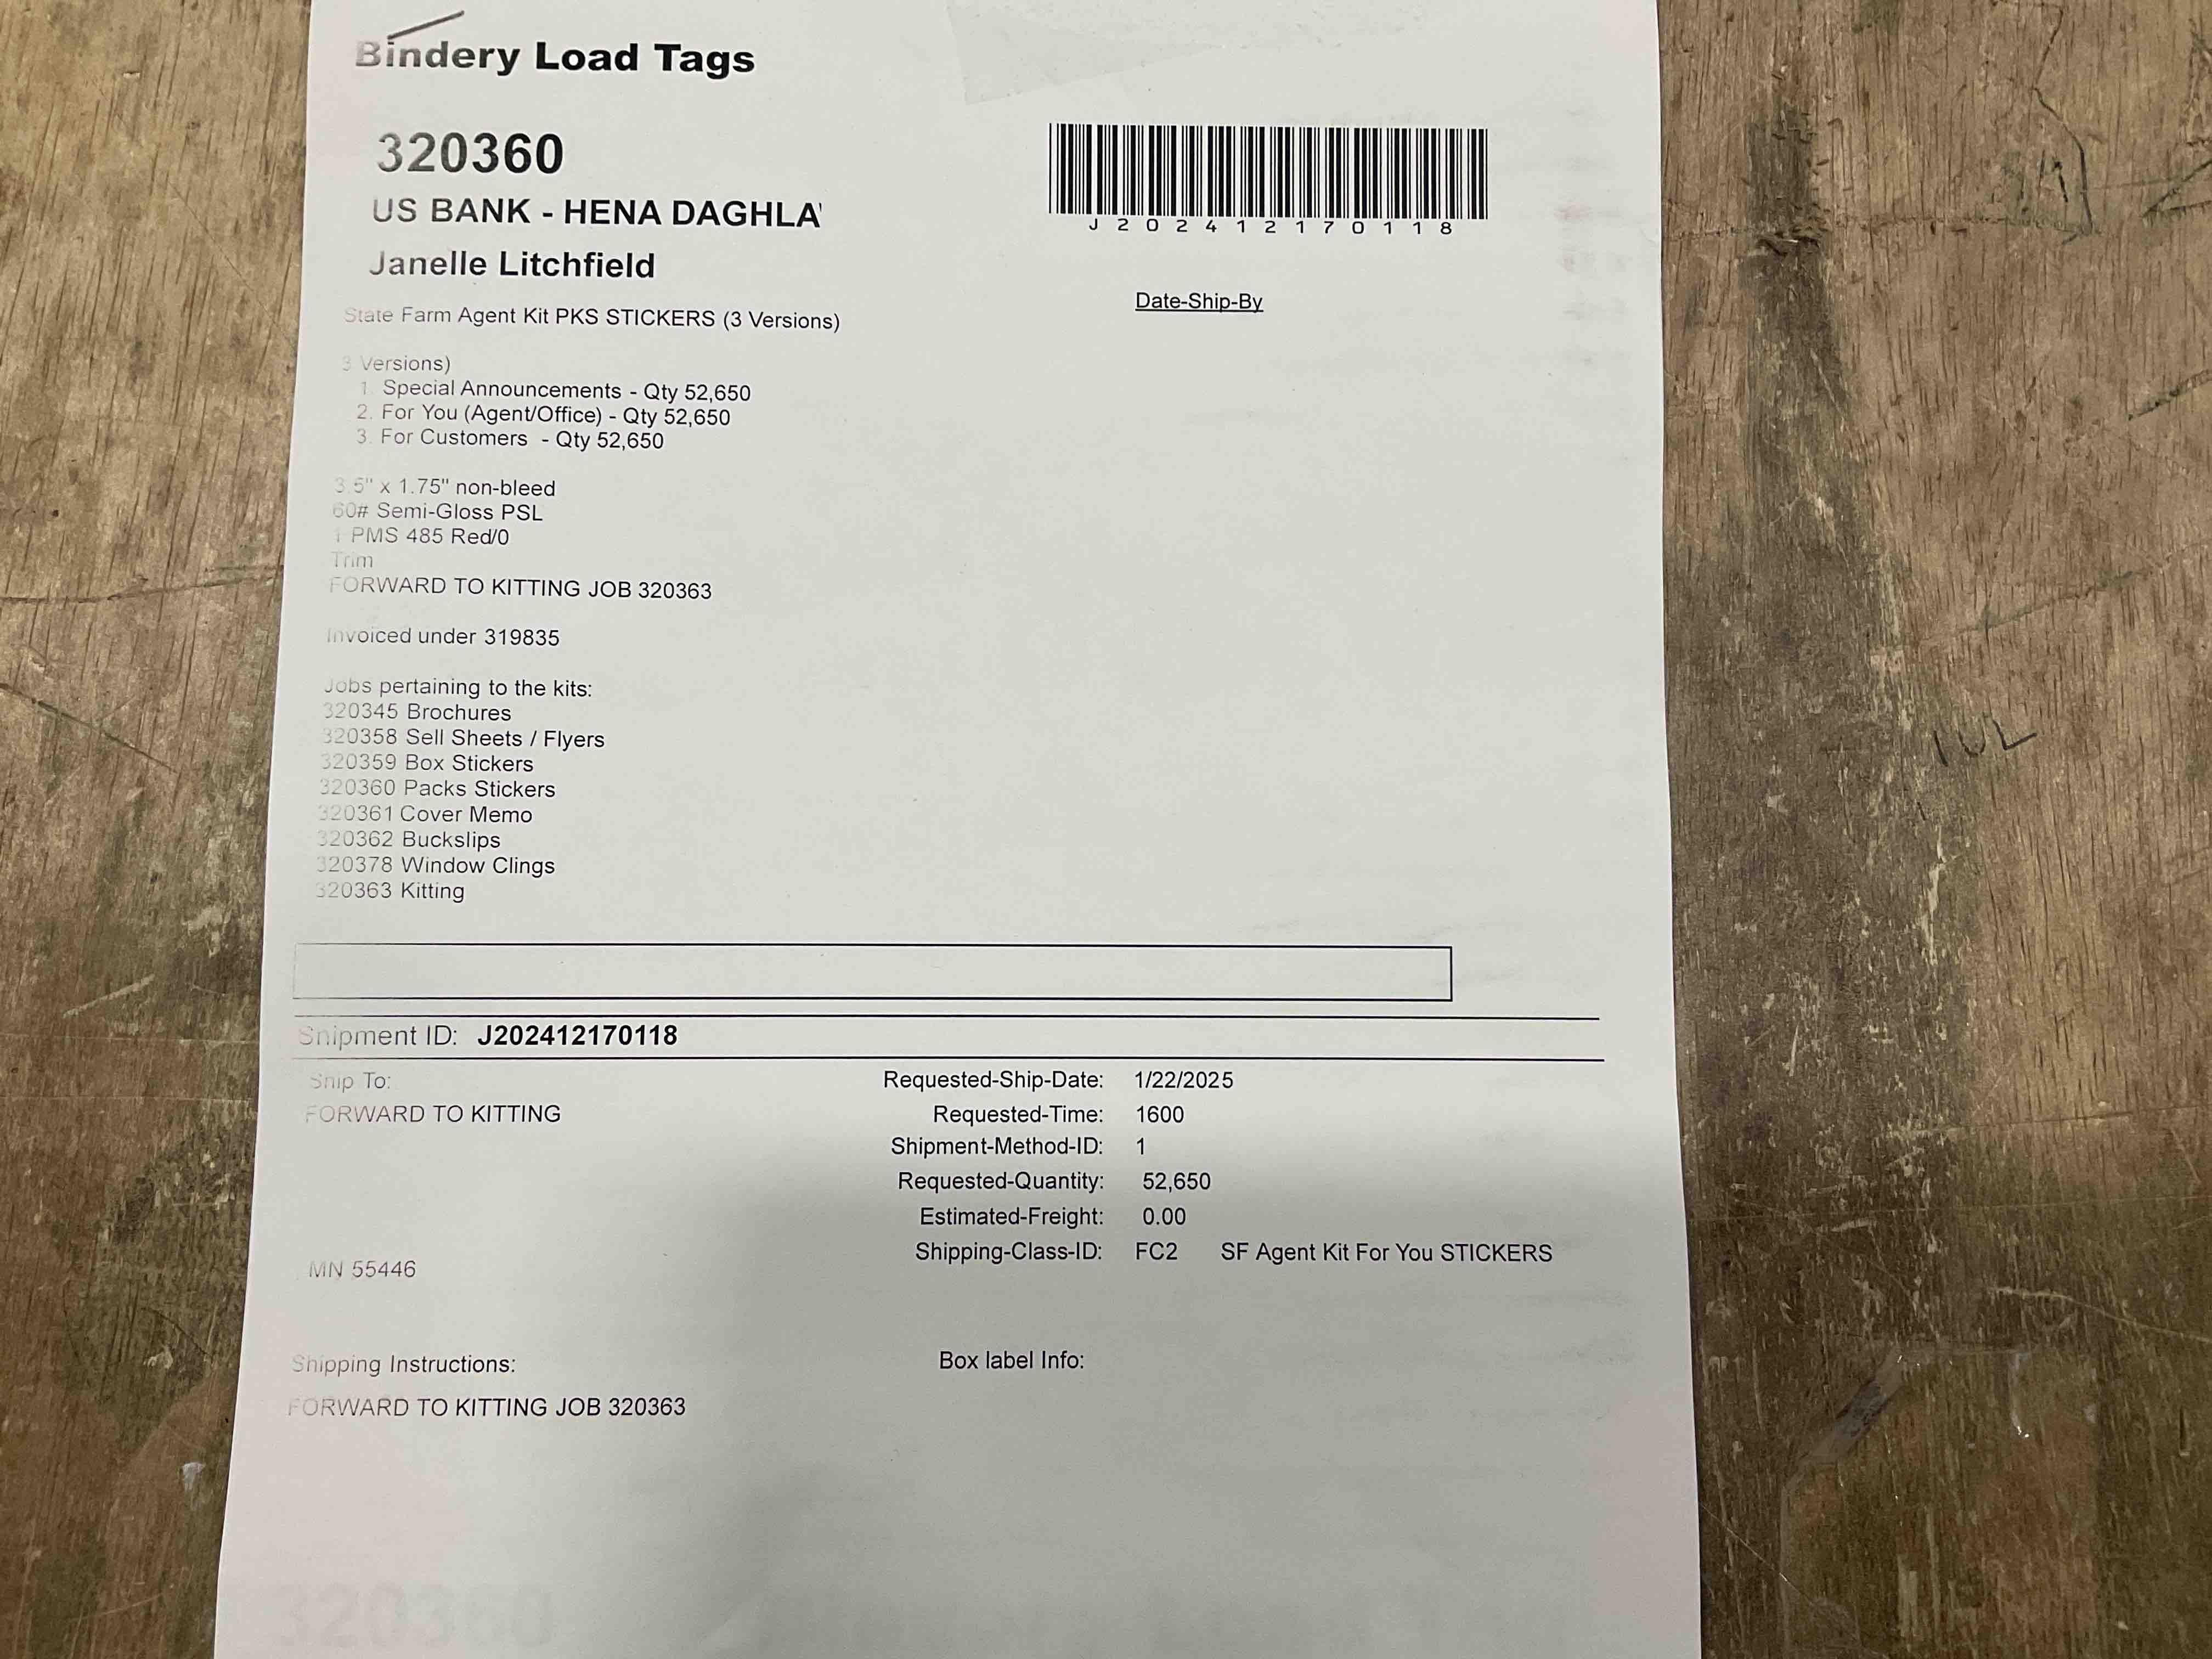 Bindery Load Tags
320360
US BANK - HENA DAGHLA
Janelle Litchfield
J202412170118
Date-Ship-By
State Farm Agent Kit PKS STICKERS (3 Versions)
3 Versions)
1. Special Announcements - Qty 52,650
2. For You (Agent/Office) - Qty 52,650
3. For Customers - Qty 52,650
3.5" x 1.75" non-bleed
60# Semi-Gloss PSL
1 PMS 485 Red/0
Trim
FORWARD TO KITTING JOB 320363
Invoiced under 319835
Jobs pertaining to the kits:
320345 Brochures
320358 Sell Sheets / Flyers
320359 Box Stickers
320360 Packs Stickers
320361 Cover Memo
320362 Buckslips
320378 Window Clings
320363 Kitting
Shipment ID: J202412170118
Ship To:
FORWARD TO KITTING
MN 55446
Requested-Ship-Date: 1/22/2025
Requested-Time: 1600
Shipment-Method-ID: 1
Requested-Quantity: 52,650
Estimated-Freight: 0.00
Shipping-Class-ID: FC2 SF Agent Kit For You STICKERS
Shipping Instructions:
FORWARD TO KITTING JOB 320363
Box label Info:
320360